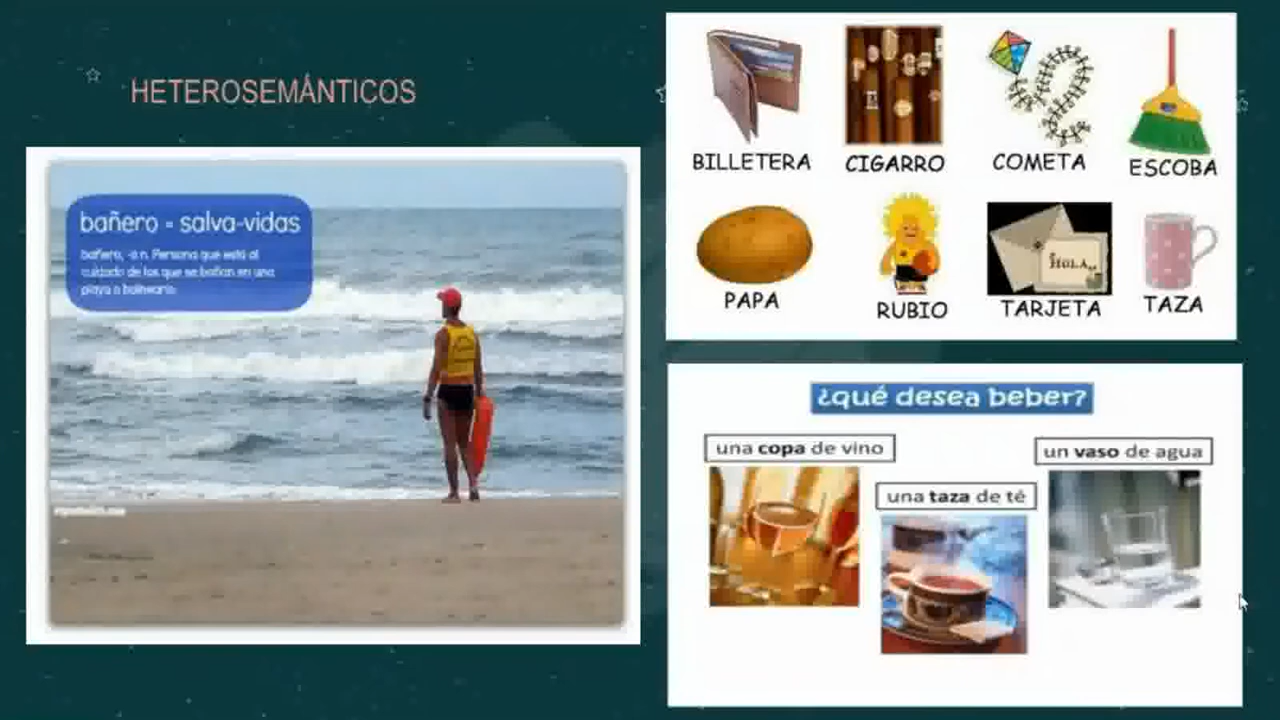 HETEROSEMÁNTICOS
bañero = salva-vidas
bañero, -a n. Persona que está al
cuidado de los que se bañan en una
playa o balneario.
BILLETERA
CIGARRO
COMETA
ESCOBA
PAPA
RUBIO
HOLA
TARJETA
TAZA
¿qué desea beber?
una copa de vino
una taza de té
un vaso de agua